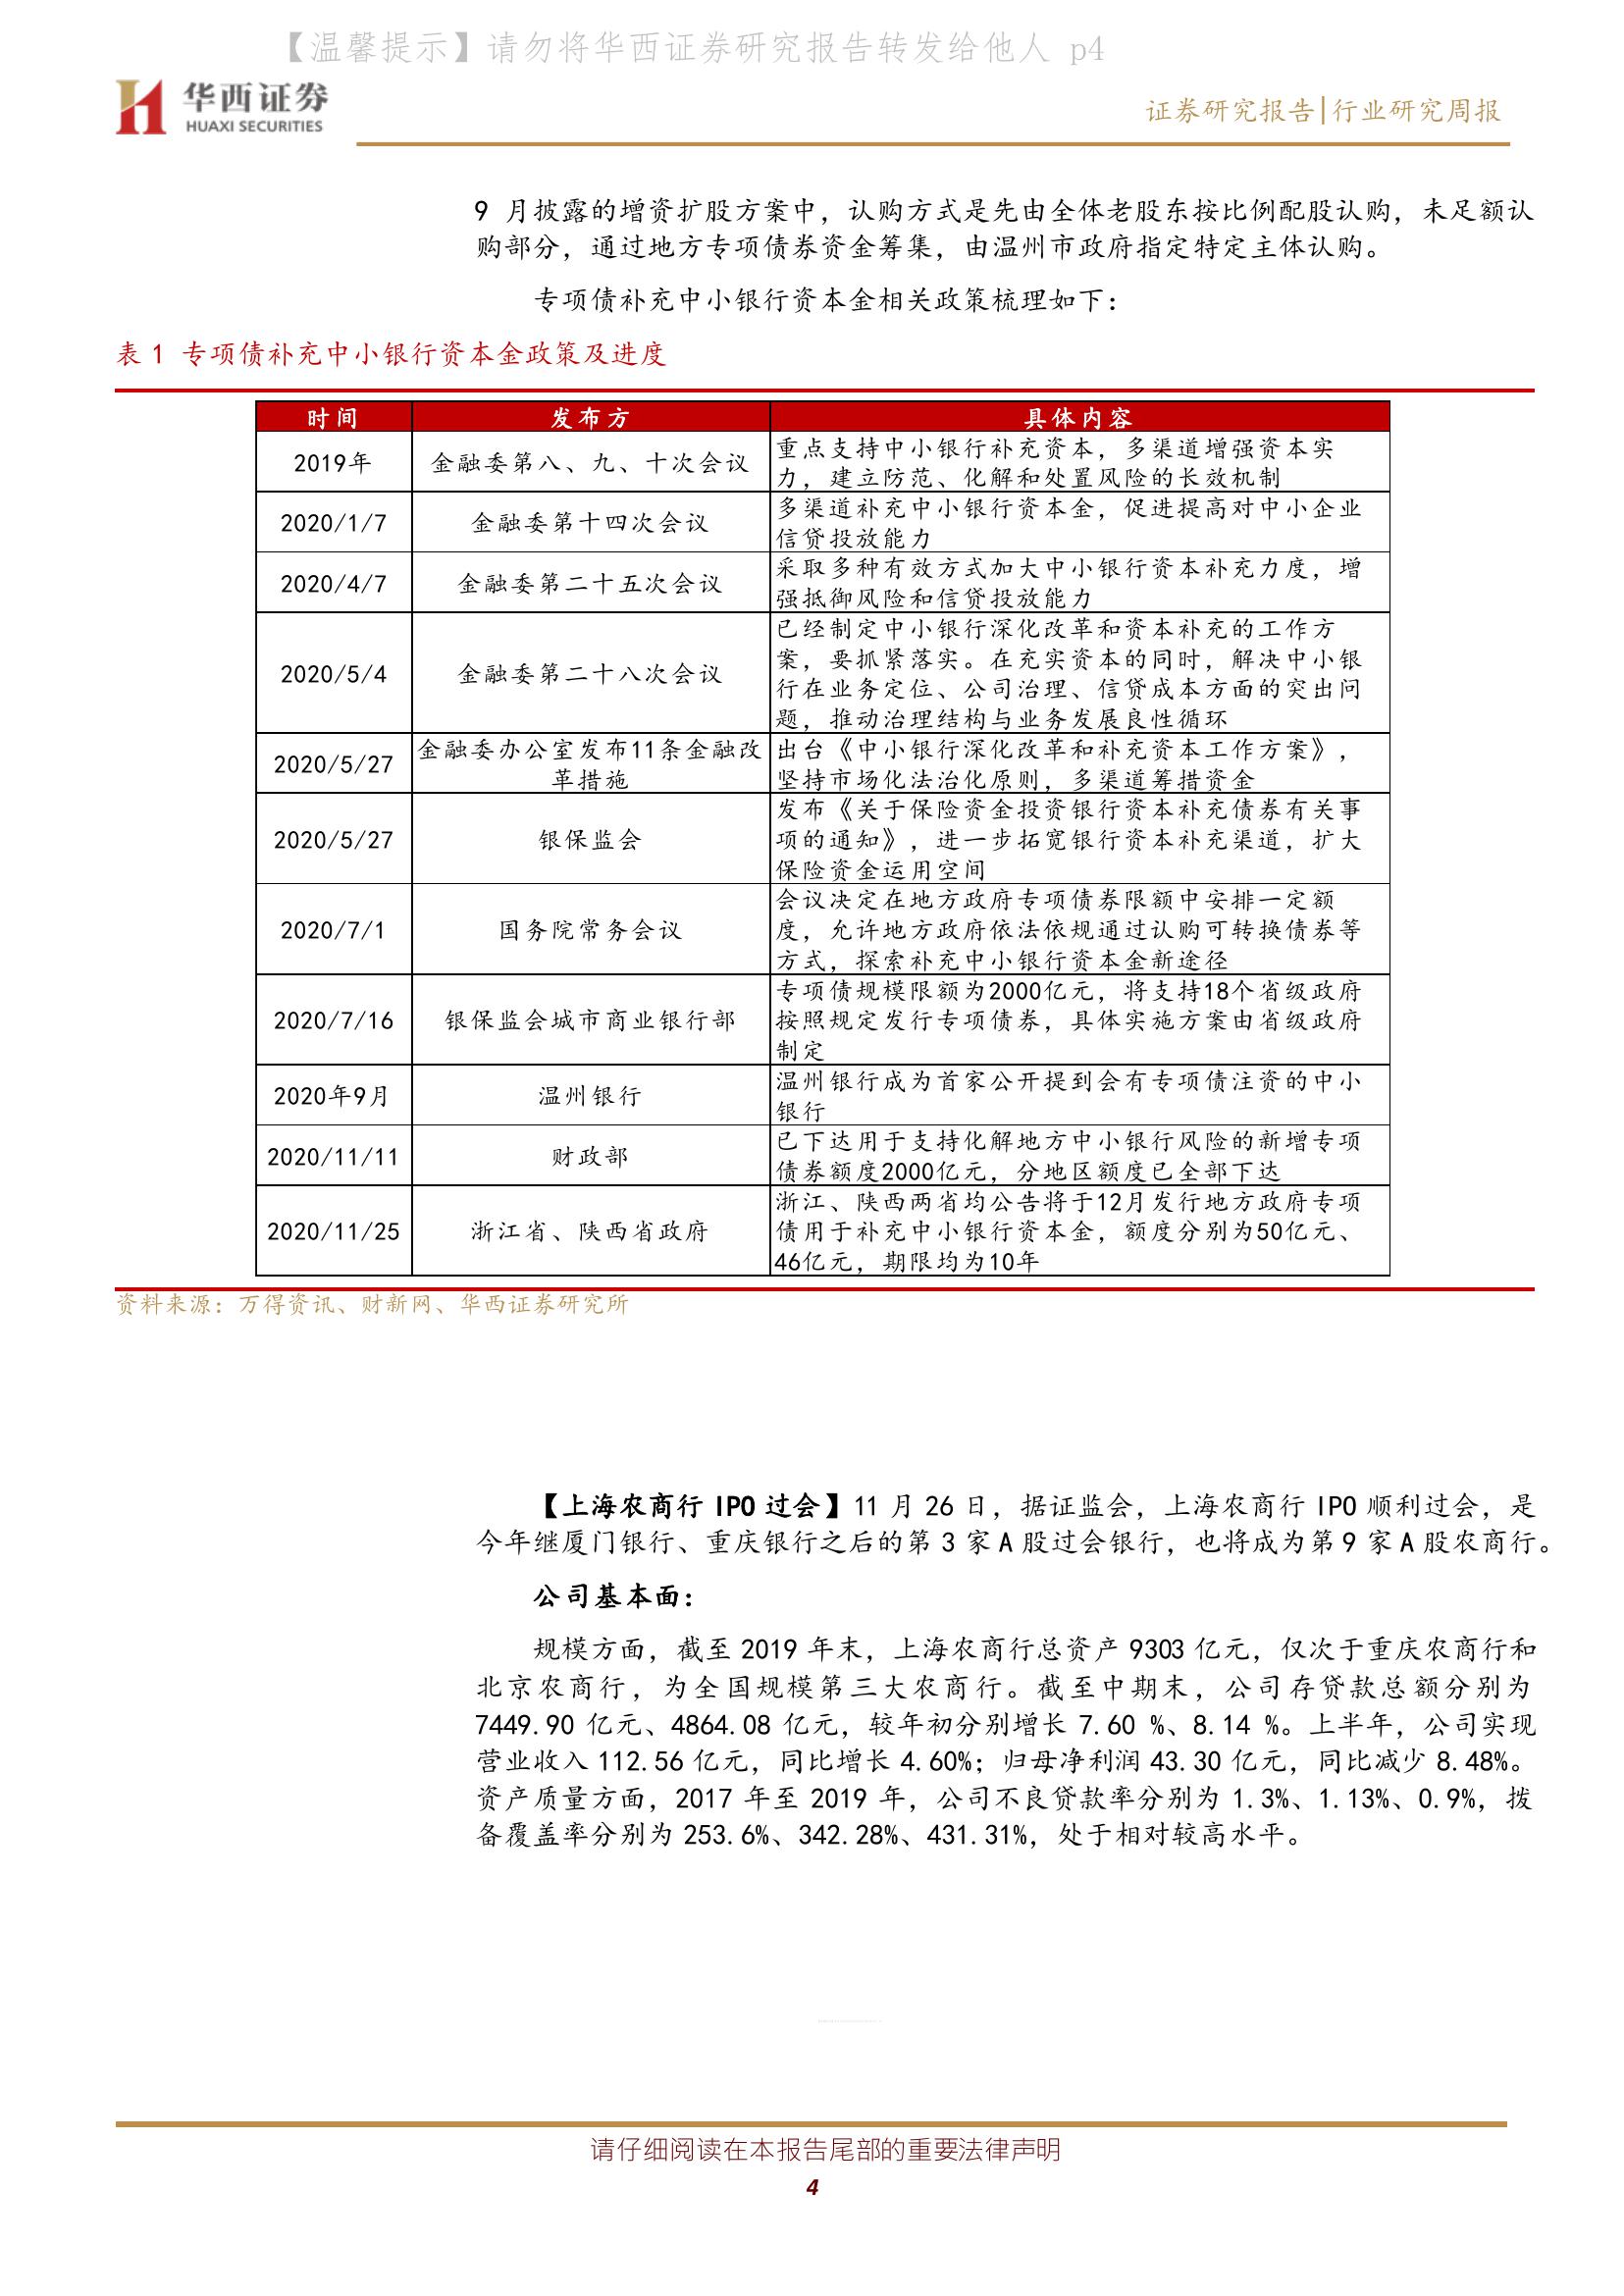 【温馨提示】请勿将华西证券研究报告转发给他人 p4
华西证券
HUAXI SECURITIES
证券研究报告|行业研究周报
9 月披露的增资扩股方案中，认购方式是先由全体老股东按比例配股认购，未足额认
购部分，通过地方专项债券资金筹集，由温州市政府指定特定主体认购。
专项债补充中小银行资本金相关政策梳理如下：
表 1 专项债补充中小银行资本金政策及进度
时间 发布方 具体内容
2019年 金融委第八、九、十次会议 重点支持中小银行补充资本，多渠道增强资本实
力，建立防范、化解和处置风险的长效机制
2020/1/7 金融委第十四次会议 多渠道补充中小银行资本金，促进提高对中小企业
信贷投放能力
2020/4/7 金融委第二十五次会议 采取多种有效方式加大中小银行资本补充力度，增
强抵御风险和信贷投放能力
2020/5/4 金融委第二十八次会议 已经制定中小银行深化改革和资本补充的工作方
案，要抓紧落实。在充实资本的同时，解决中小银
行在业务定位、公司治理、信贷成本方面的突出问
题，推动治理结构与业务发展良性循环
2020/5/27 金融委办公室发布11条金融改
革措施 出台《中小银行深化改革和补充资本工作方案》，
坚持市场化法治化原则，多渠道筹措资金
2020/5/27 银保监会 发布《关于保险资金投资银行资本补充债券有关事
项的通知》，进一步拓宽银行资本补充渠道，扩大
保险资金运用空间
2020/7/1 国务院常务会议 会议决定在地方政府专项债券限额中安排一定额
度，允许地方政府依法依规通过认购可转换债券等
方式，探索补充中小银行资本金新途径
2020/7/16 银保监会城市商业银行部 专项债规模限额为2000亿元，将支持18个省级政府
按照规定发行专项债券，具体实施方案由省级政府
制定
2020年9月 温州银行 温州银行成为首家公开提到会有专项债注资的中小
银行
2020/11/11 财政部 已下达用于支持化解地方中小银行风险的新增专项
债券额度2000亿元，分地区额度已全部下达
2020/11/25 浙江省、陕西省政府 浙江、陕西两省均公告将于12月发行地方政府专项
债用于补充中小银行资本金，额度分别为50亿元、
46亿元，期限均为10年
资料来源：万得资讯、财新网、华西证券研究所
【上海农商行 IPO 过会】11 月 26 日，据证监会，上海农商行 IPO 顺利过会，是
今年继厦门银行、重庆银行之后的第 3 家 A 股过会银行，也将成为第 9 家 A 股农商行。
公司基本面：
规模方面，截至 2019 年末，上海农商行总资产 9303 亿元，仅次于重庆农商行和
北京农商行，为全国规模第三大农商行。截至中期末，公司存贷款总额分别为
7449.90 亿元、4864.08 亿元，较年初分别增长 7.60 %、8.14 %。上半年，公司实现
营业收入 112.56 亿元，同比增长 4.60%；归母净利润 43.30 亿元，同比减少 8.48%。
资产质量方面，2017 年至 2019 年，公司不良贷款率分别为 1.3%、1.13%、0.9%，拨
备覆盖率分别为 253.6%、342.28%、431.31%，处于相对较高水平。
请仔细阅读在本报告尾部的重要法律声明
4